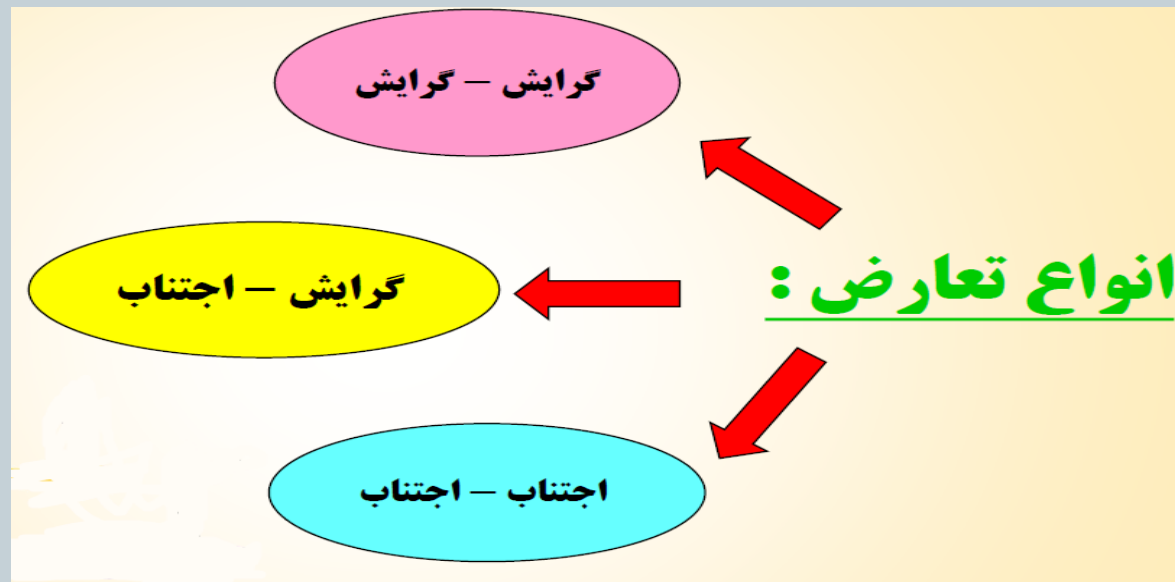 انواع تعارض :
گرایش – گرایش
گرایش – اجتناب
اجتناب – اجتناب